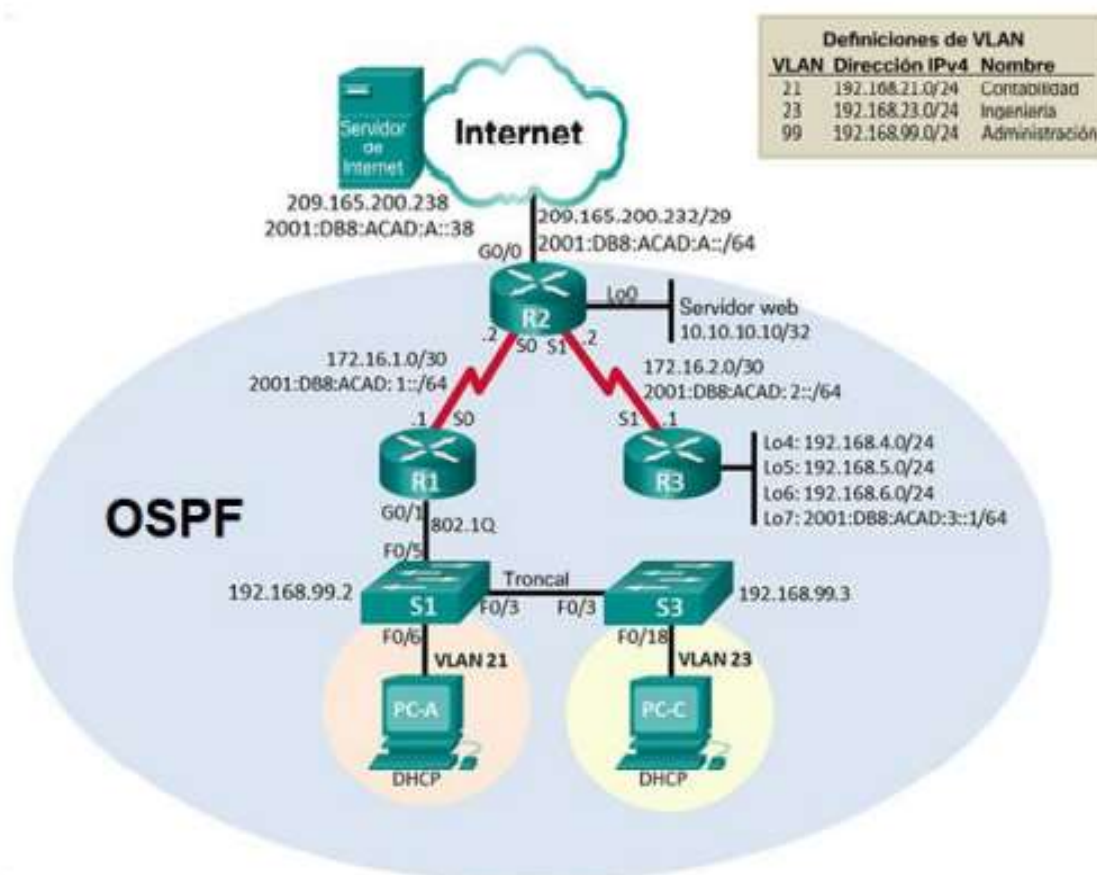 Definiciones de VLAN
VLAN Dirección IPv4 Nombre
21 192.168.21.0/24 Contabilidad
23 192.168.23.0/24 Ingeniería
99 192.168.99.0/24 Administración
Servidor
de
Internet
Internet
209.165.200.238
2001:DB8:ACAD:A::38
209.165.200.232/29
2001:DB8:ACAD:A::/64
G0/0
Lo0
Servidor web
10.10.10.10/32
R2
.2
S0
S1
.2
172.16.1.0/30
2001:DB8:ACAD: 1::/64
172.16.2.0/30
2001:DB8:ACAD: 2::/64
.1
S0
S1
.1
R1
R3
Lo4: 192.168.4.0/24
Lo5: 192.168.5.0/24
Lo6: 192.168.6.0/24
Lo7: 2001:DB8:ACAD:3::1/64
OSPF
G0/1
802.1Q
F0/5
192.168.99.2
S1
Troncal
F0/3
F0/3
S3
192.168.99.3
F0/6
F0/18
VLAN 21
VLAN 23
PC-A
PC-C
DHCP
DHCP